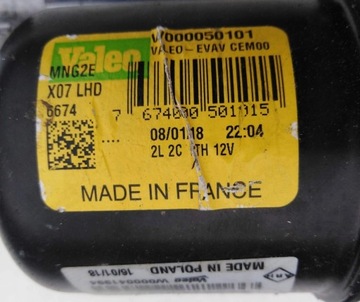 W000050101
Valeo
VALEO - EVAV CEM00
MNG2E
X07 LHD
6674
7 674000 501015
08/01/18 22:04
2L 2C 12V
A
MADE IN FRANCE
MADE IN POLAND 15/01/18
Valeo